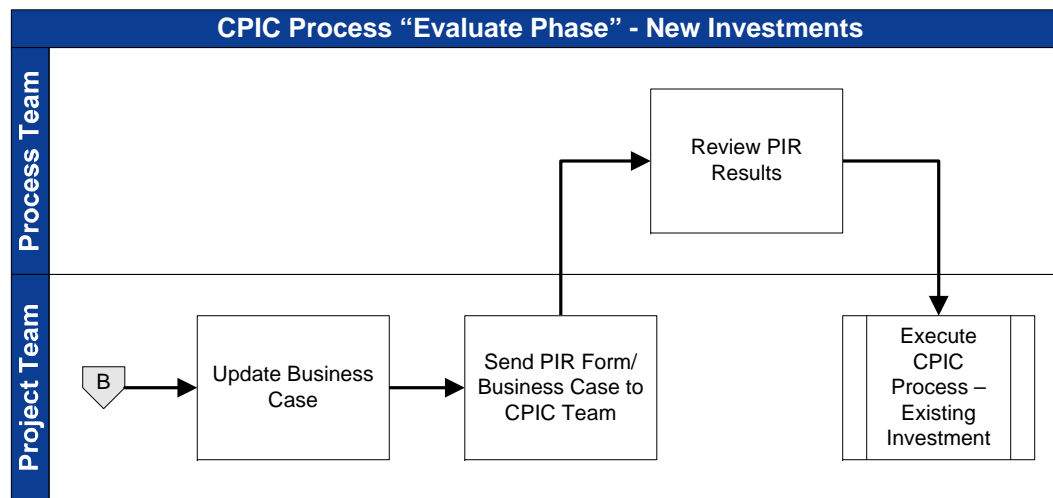 CPIC Process “Evaluate Phase” - New Investments
Process Team
Review PIR
Results
Project Team
B
Update Business
Case
Send PIR Form/
Business Case to
CPIC Team
Execute
CPIC
Process –
Existing
Investment